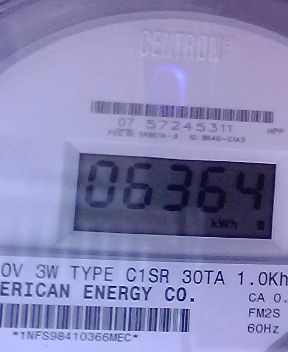 CENTRON®
07 57245311
NPP
06364
kWh
0V 3W TYPE C1SR 30TA 1.0Kh
ERICAN ENERGY CO.
CA 0.
FM2S
*1NFS98410366MEC*
60Hz